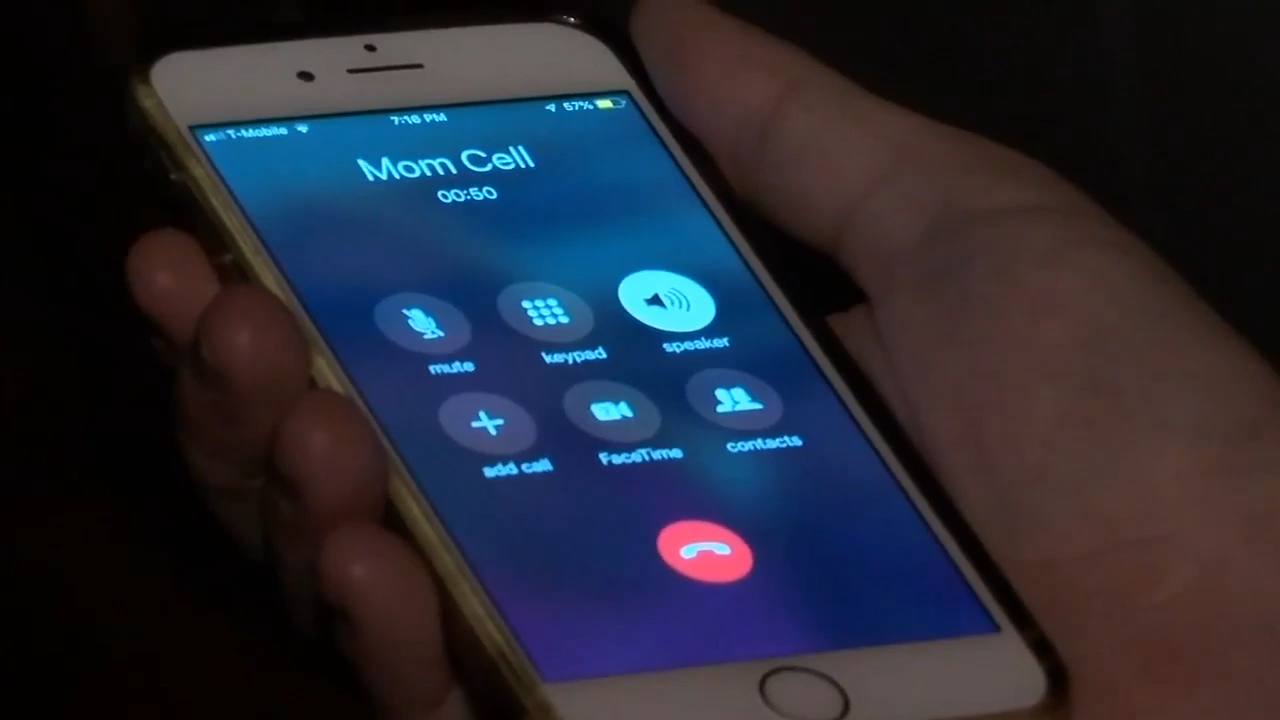 T-Mobile 7:16 PM 57%
Mom Cell
00:50
mute keypad speaker
add call FaceTime contacts